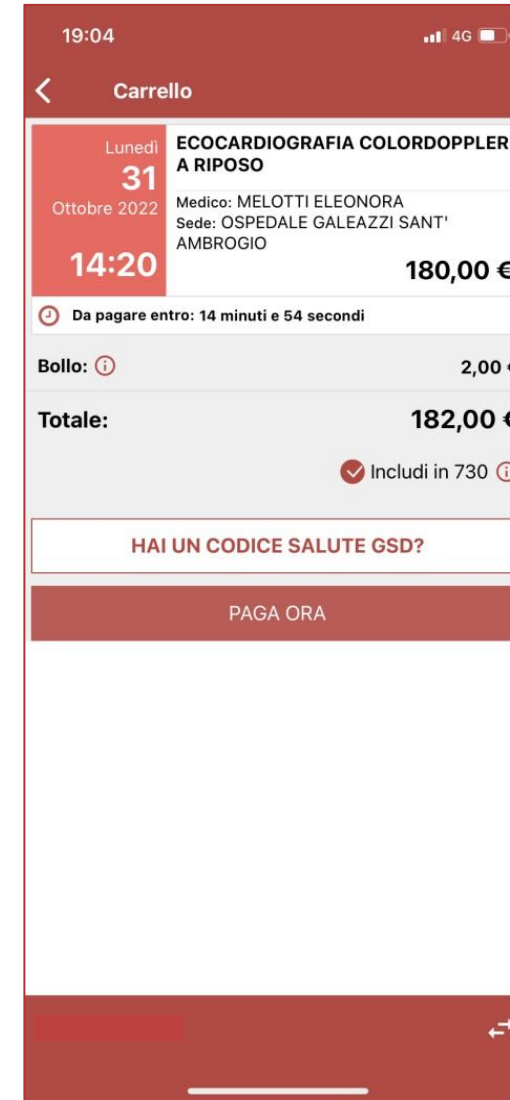 19:04
4G
Carrello
Lunedì
31
Ottobre 2022
14:20
ECOCARDIOGRAFIA COLORDOPPLER
A RIPOSO
Medico: MELOTTI ELEONORA
Sede: OSPEDALE GALEAZZI SANT'
AMBROGIO
180,00 €
Da pagare entro: 14 minuti e 54 secondi
Bollo: 2,00 €
Totale: 182,00 €
Includi in 730
HAI UN CODICE SALUTE GSD?
PAGA ORA